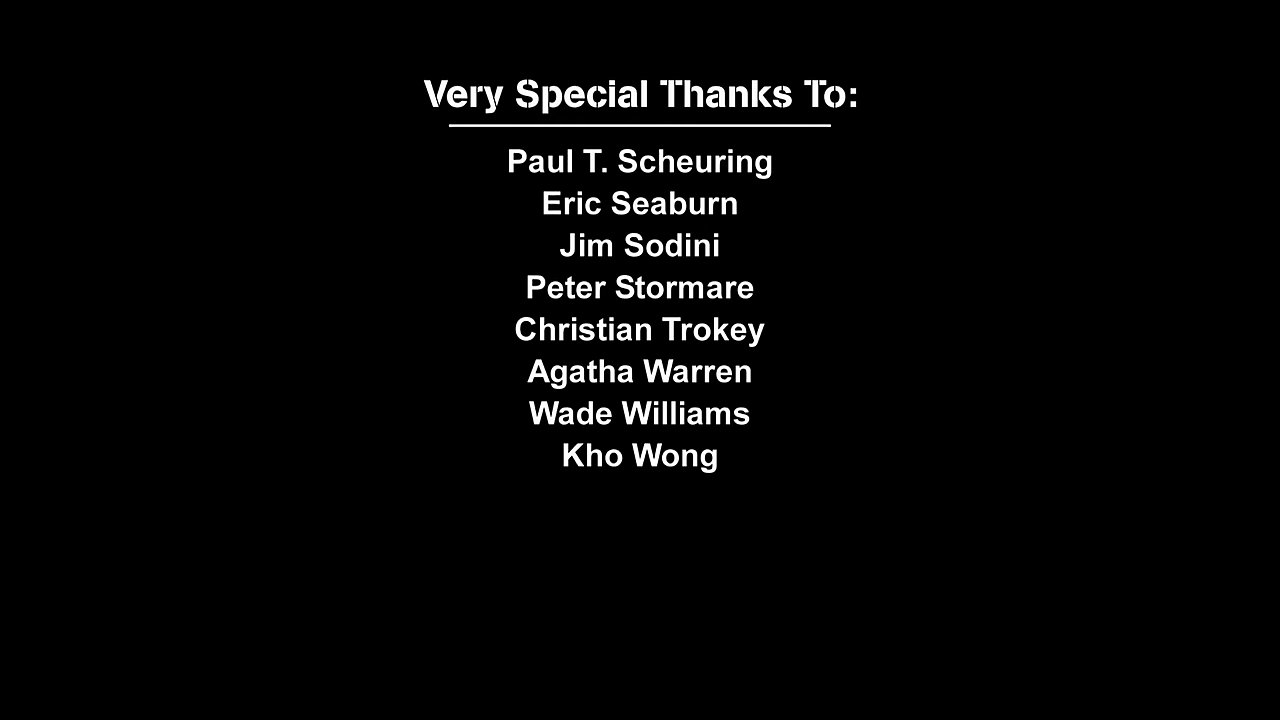 Very Special Thanks To:
Paul T. Scheuring
Eric Seaburn
Jim Sodini
Peter Stormare
Christian Trokey
Agatha Warren
Wade Williams
Kho Wong